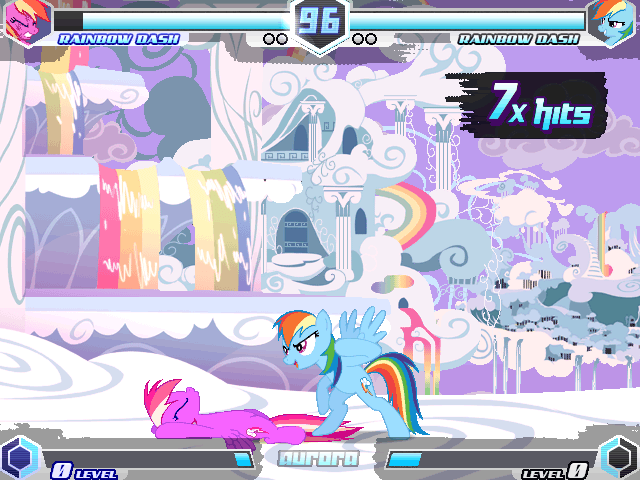 96
RAINBOW DASH
RAINBOW DASH
7x hits
0 LEVEL
aurora
LEVEL 0